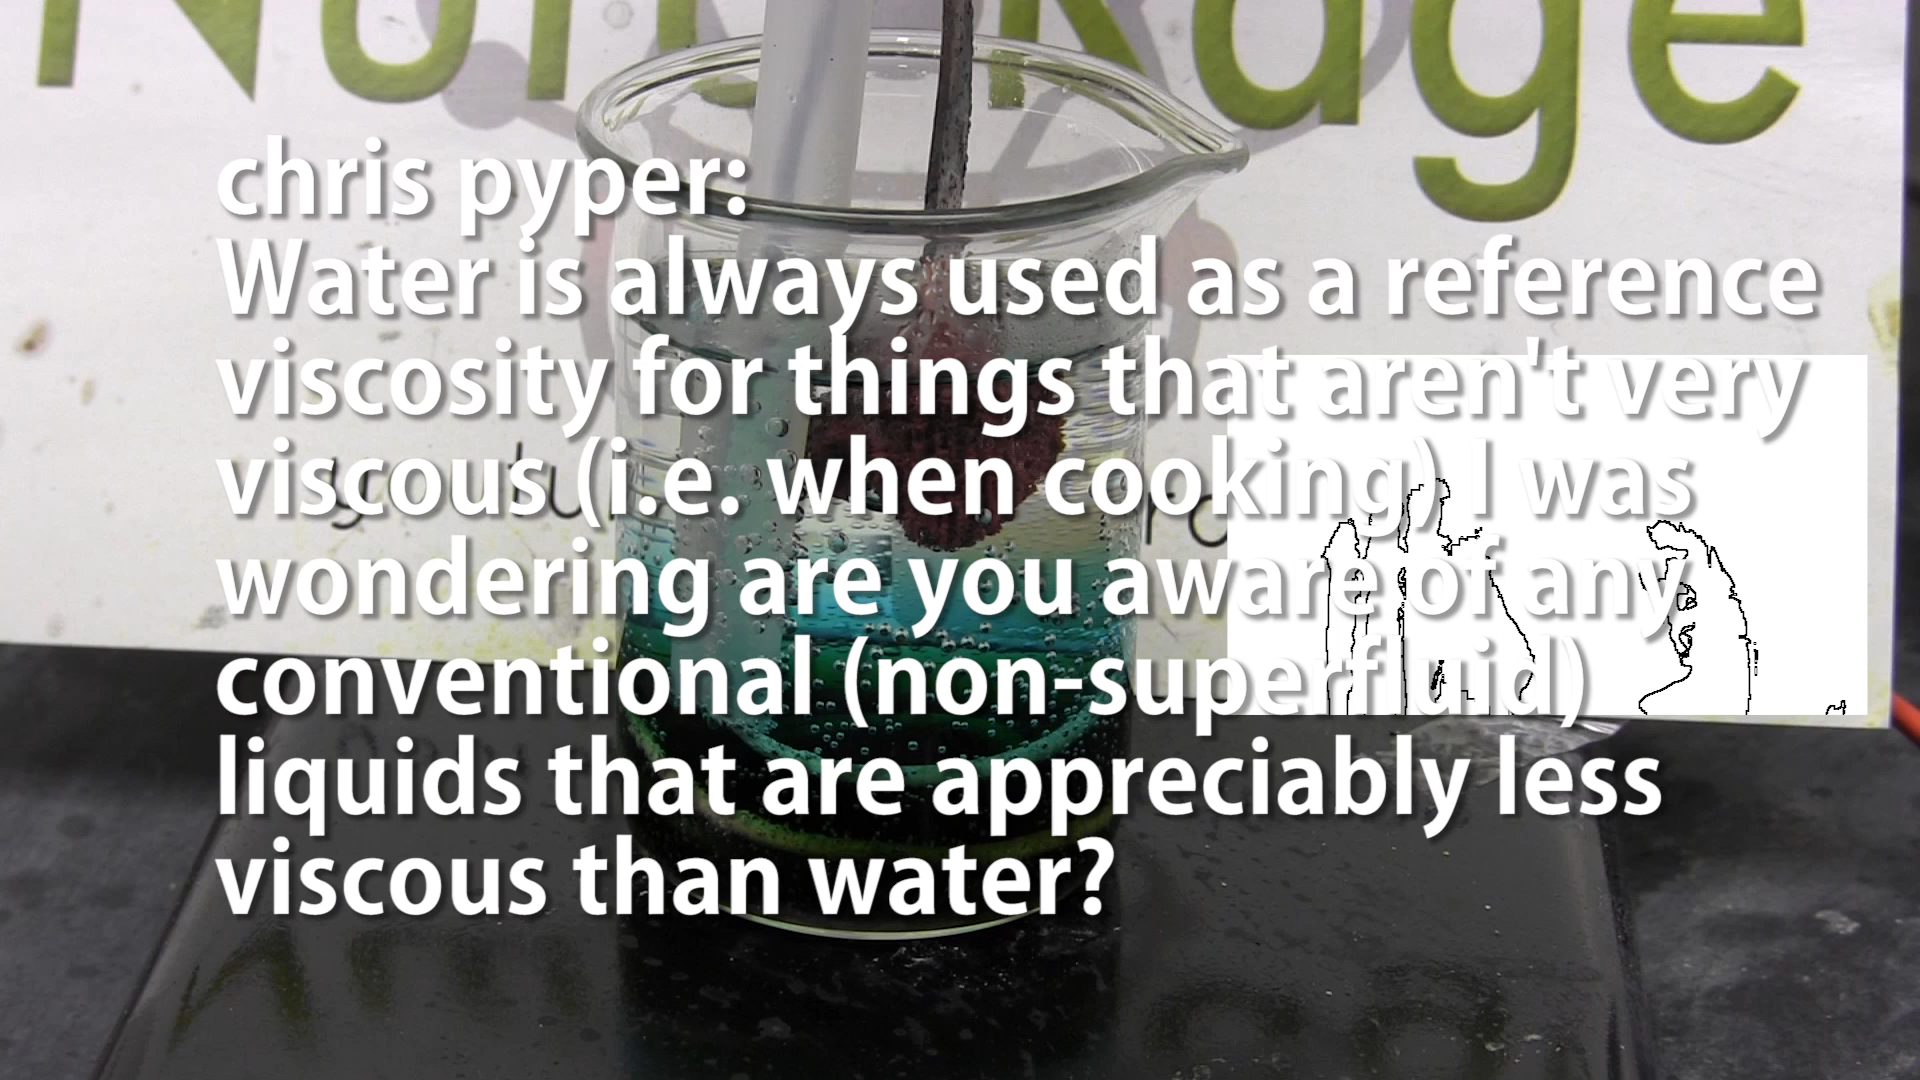 NurdRage
chris pyper:
Water is always used as a reference
viscosity for things that aren't very
viscous (i.e. when cooking) I was
wondering are you aware of any
conventional (non-superfluid)
liquids that are appreciably less
viscous than water?